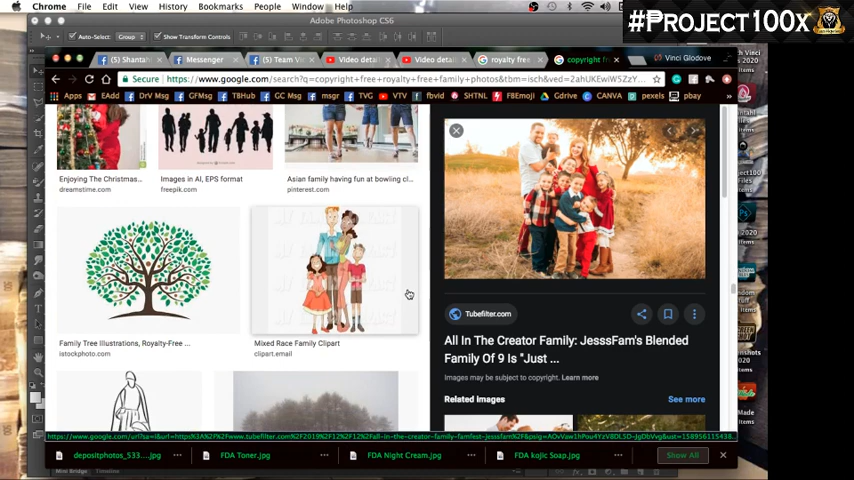 Chrome File Edit View History Bookmarks People Window Help
#PROJECT100X
Adobe Photoshop CS6
Auto-Select: Group Show Transform Controls
(5) Shantahl
Messenger
(5) Team V
Video detai
Video detai
royalty free
copyright f
Vinci Glodove
Secure https://www.google.com/search?q=copyright+free+royalty+free+family+photos&tbm=isch&ved=2ahUKEwiSZzY...
Apps EAD DrV Msg GFMsg TBHub GC Msg msgr TVG VTV fbvid SHTNL FBEmoji Gdrive CANVA pexels pbay
Enjoying The Christmas...
dreamstime.com
Images in AI, EPS format
freepik.com
Asian family having fun at bowling cl...
pinterest.com
Family Tree Illustrations, Royalty-Free ...
istockphoto.com
Mixed Race Family Clipart
clipart.email
Tubefilter.com
All In The Creator Family: JesssFam's Blended
Family Of 9 Is "Just ...
Images may be subject to copyright. Learn more
Related Images See more
depositphotos_533....jpg
FDA Toner.jpg
FDA Night Cream.jpg
FDA kojic Soap.jpg
Show All
Mini Bridge Timeline